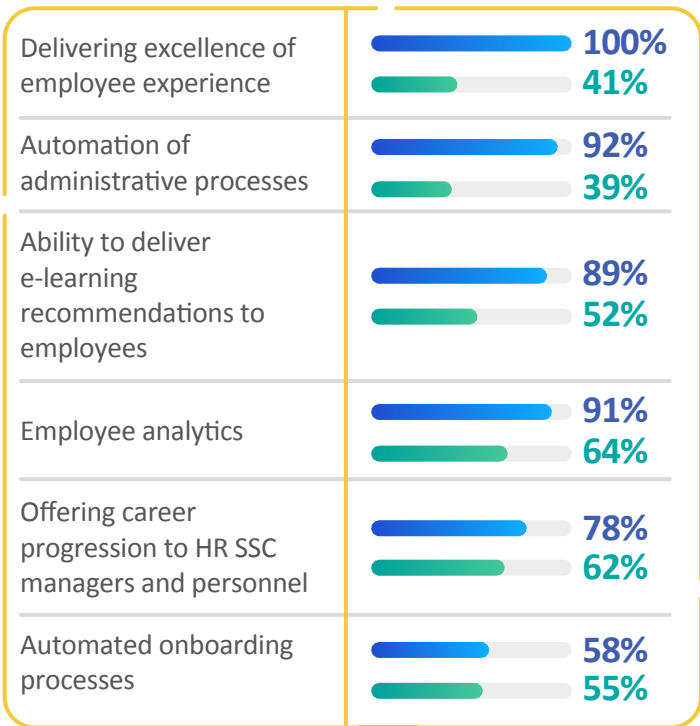 Delivering excellence of
employee experience
100%
41%
Automation of
administrative processes
92%
39%
Ability to deliver
e-learning
recommendations to
employees
89%
52%
Employee analytics
91%
64%
Offering career
progression to HR SSC
managers and personnel
78%
62%
Automated onboarding
processes
58%
55%